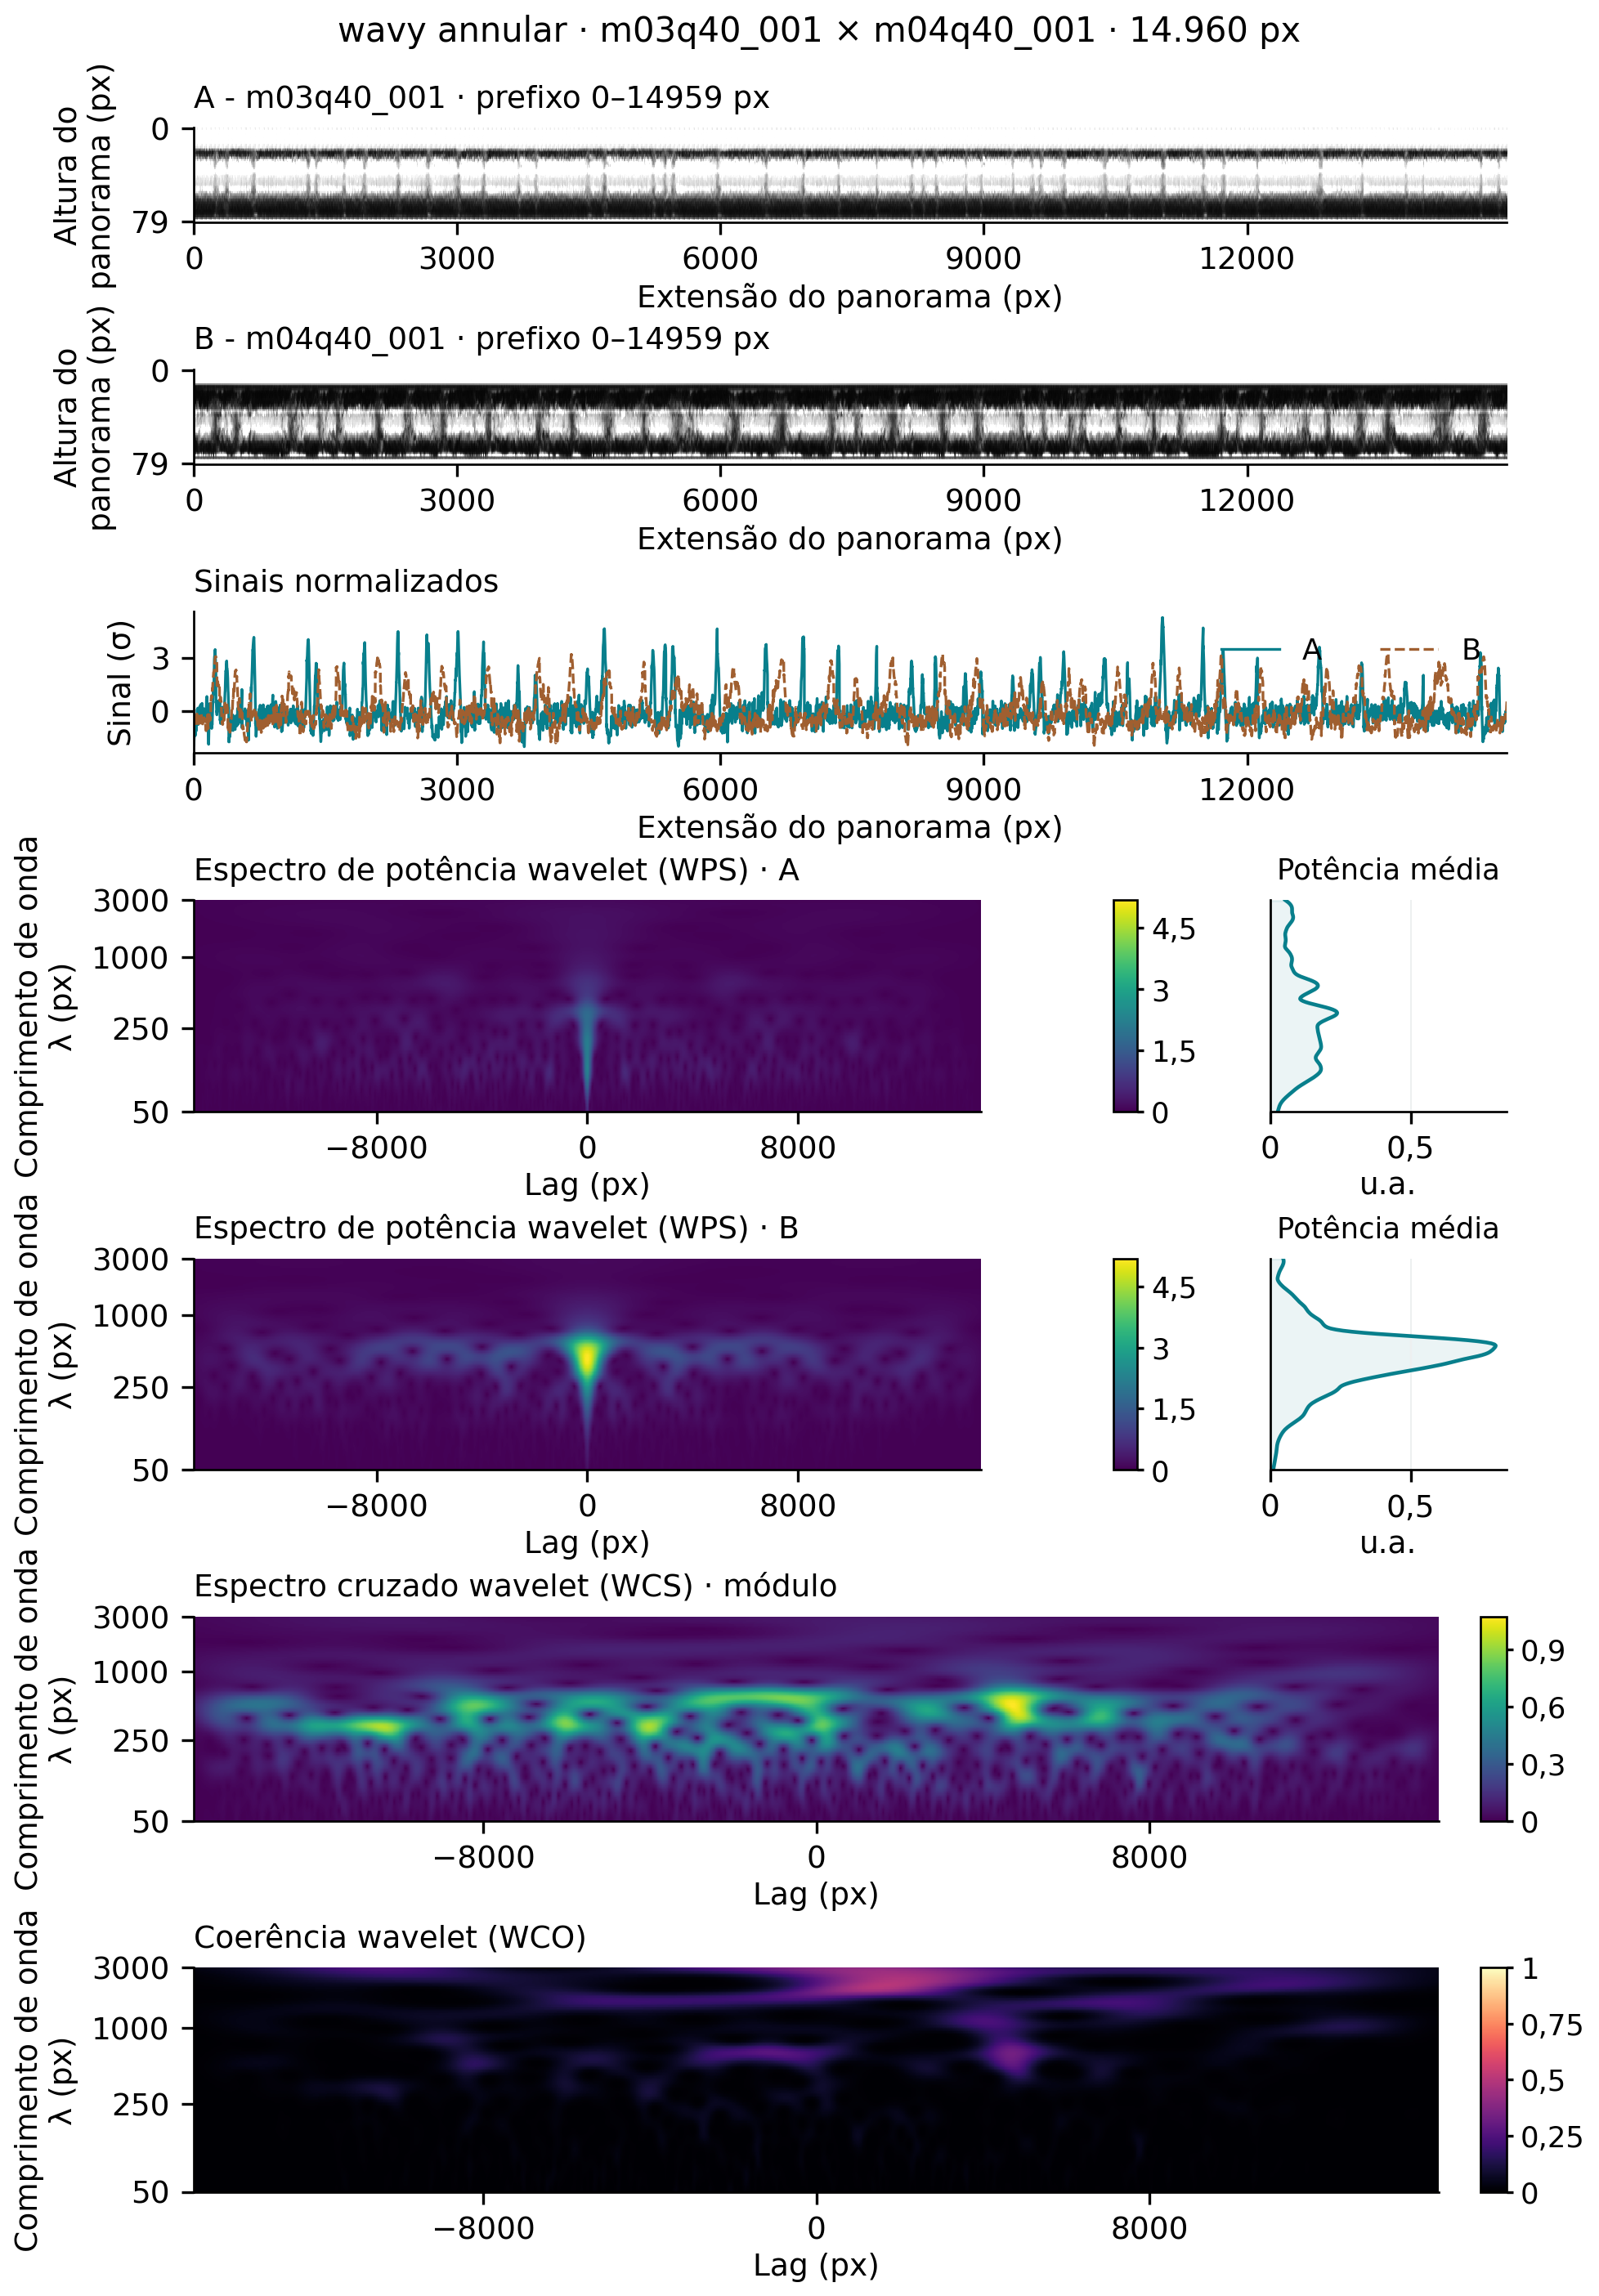 wavy annular · m03q40_001 × m04q40_001 · 14.960 px
A - m03q40_001 · prefixo 0–14959 px
Altura do
panorama (px)
0
79
0 3000 6000 9000 12000
Extensão do panorama (px)
B - m04q40_001 · prefixo 0–14959 px
Altura do
panorama (px)
0
79
0 3000 6000 9000 12000
Extensão do panorama (px)
Sinais normalizados
Sinal (σ)
3
0
A B
0 3000 6000 9000 12000
Extensão do panorama (px)
Espectro de potência wavelet (WPS) · A
Comprimento de onda
λ (px)
3000
1000
250
50
−8000 0 8000
Lag (px)
4,5
3
1,5
0
Potência média
0 0,5
u.a.
Espectro de potência wavelet (WPS) · B
Comprimento de onda
λ (px)
3000
1000
250
50
−8000 0 8000
Lag (px)
4,5
3
1,5
0
Potência média
0 0,5
u.a.
Espectro cruzado wavelet (WCS) · módulo
Comprimento de onda
λ (px)
3000
1000
250
50
−8000 0 8000
Lag (px)
0,9
0,6
0,3
0
Coerência wavelet (WCO)
Comprimento de onda
λ (px)
3000
1000
250
50
−8000 0 8000
Lag (px)
1
0,75
0,5
0,25
0